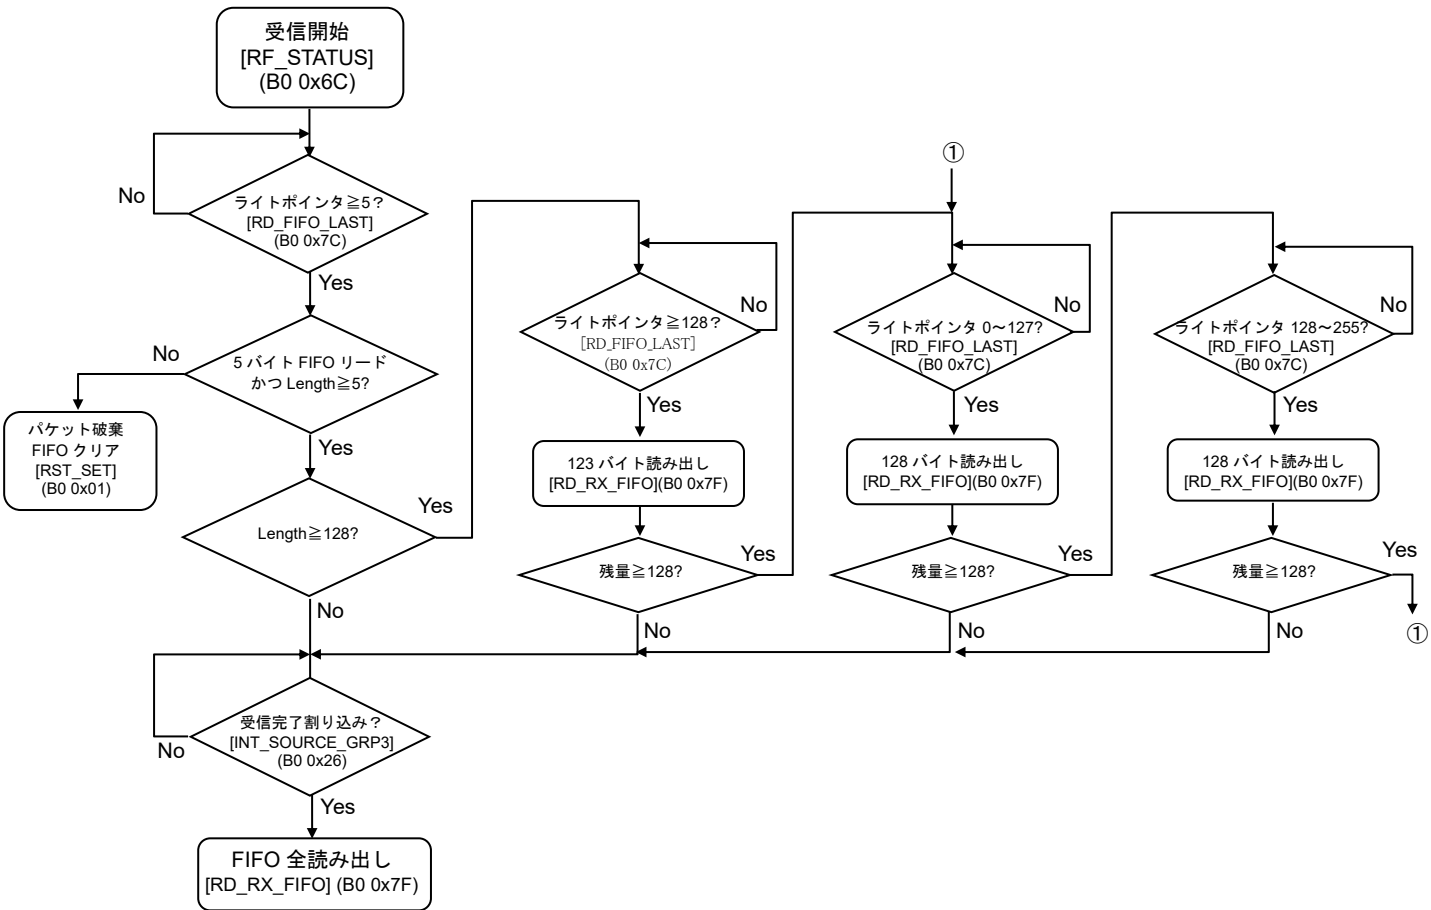 受信開始
[RF_STATUS]
(B0 0x6C)
No
ライトポインタ≧5?
[RD_FIFO_LAST]
(B0 0x7C)
Yes
No
5 バイト FIFO リード
かつ Length≧5?
Yes
パケット破棄
FIFO クリア
[RST_SET]
(B0 0x01)
Length≧128?
Yes
No
受信完了割り込み？
[INT_SOURCE_GRP3]
(B0 0x26)
No
Yes
FIFO 全読み出し
[RD_RX_FIFO] (B0 0x7F)
No
ライトポインタ≧128？
[RD_FIFO_LAST]
(B0 0x7C)
Yes
123 バイト読み出し
[RD_RX_FIFO](B0 0x7F)
残量≧128?
Yes
No
①
No
ライトポインタ 0～127?
[RD_FIFO_LAST]
(B0 0x7C)
Yes
128 バイト読み出し
[RD_RX_FIFO](B0 0x7F)
残量≧128?
Yes
No
No
ライトポインタ 128～255?
[RD_FIFO_LAST]
(B0 0x7C)
Yes
128 バイト読み出し
[RD_RX_FIFO](B0 0x7F)
残量≧128?
Yes
No
①